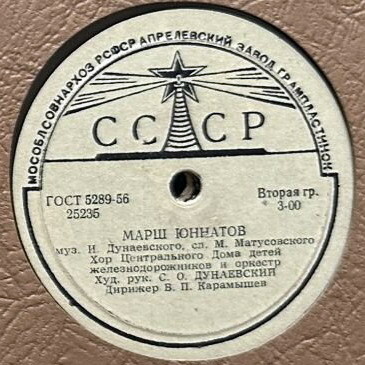 МОСОБЛСОВНАРХОЗ РСФСР АПРЕЛЕВСКИЙ ЗАВОД ГРАМПЛАСТИНОК
СССР
ГОСТ 5289-56
25235
Вторая гр.
3-00
МАРШ ЮННАТОВ
муз. И. Дунаевского, сл. М. Матусовского
Хор Центрального Дома детей
железнодорожников и оркестр
Худ. рук. С. О. ДУНАЕВСКИЙ
Дирижер В. П. Карамышев